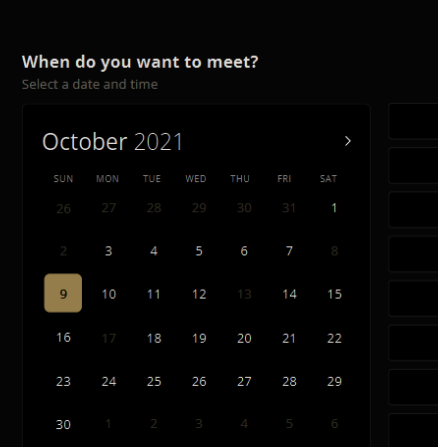 When do you want to meet?
Select a date and time
October 2021
SUN MON TUE WED THU FRI SAT
26 27 28 29 30 31 1
2 3 4 5 6 7 8
9 10 11 12 13 14 15
16 17 18 19 20 21 22
23 24 25 26 27 28 29
30 1 2 3 4 5 6